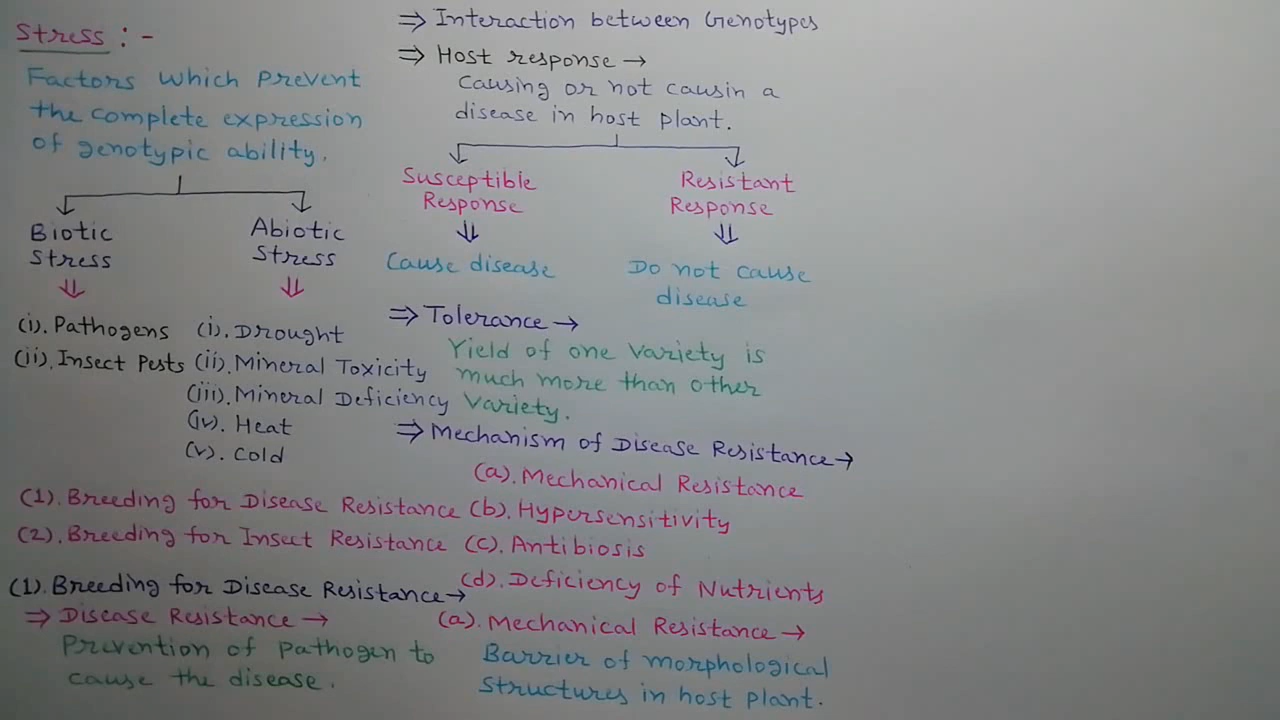 Stress : -
Factors which prevent
the complete expression
of genotypic ability.
Biotic
Stress
Abiotic
Stress
(i). Pathogens
(ii). Insect Pests
(i). Drought
(ii). Mineral Toxicity
(iii). Mineral Deficiency
(iv). Heat
(v). Cold
(1). Breeding for Disease Resistance
(2). Breeding for Insect Resistance
(1). Breeding for Disease Resistance→
⇒ Disease Resistance →
Prevention of pathogen to
cause the disease.
⇒ Interaction between Genotypes
⇒ Host response →
Causing or not causin a
disease in host plant.
Susceptible
Response
Resistant
Response
Cause disease
Do not cause
disease
⇒ Tolerance →
Yield of one variety is
much more than other
variety.
⇒ Mechanism of Disease Resistance→
(a). Mechanical Resistance
(b). Hypersensitivity
(c). Antibiosis
(d). Deficiency of Nutrients
(a). Mechanical Resistance →
Barrier of morphological
structures in host plant.